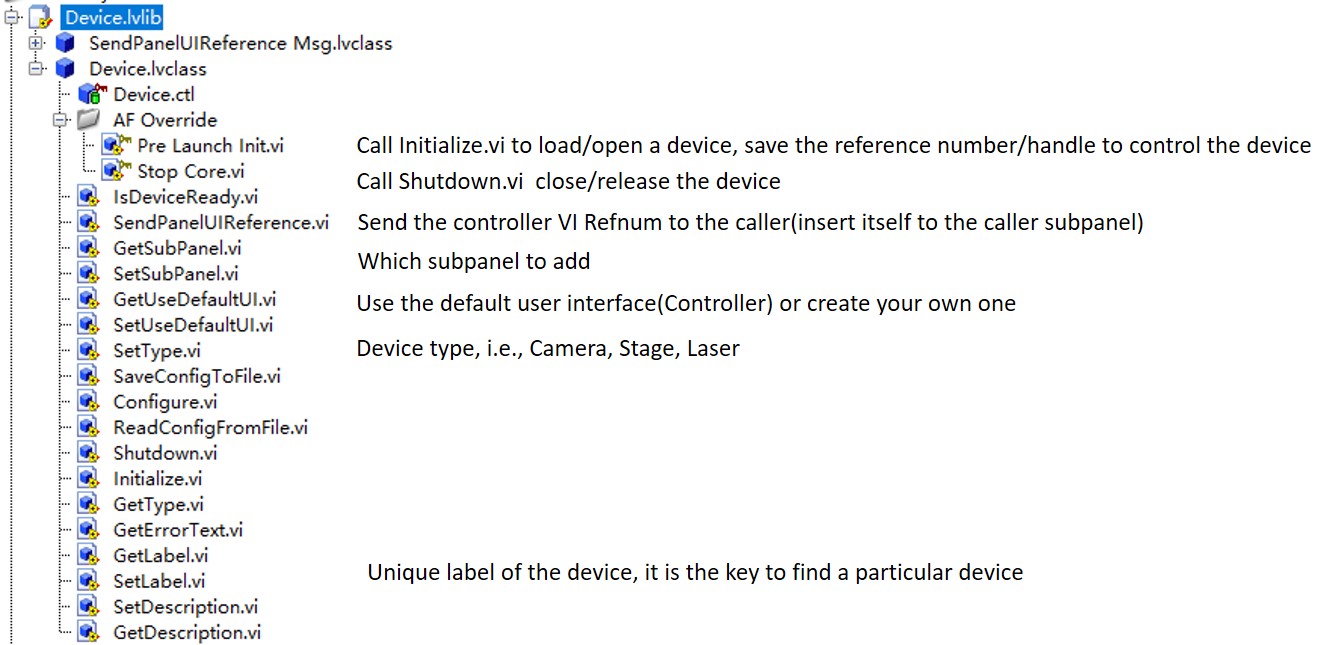 Device.lvlib
SendPanelUIReference Msg.lvclass
Device.lvclass
Device.ctl
AF Override
Pre Launch Init.vi Call Initialize.vi to load/open a device, save the reference number/handle to control the device
Stop Core.vi Call Shutdown.vi  close/release the device
IsDeviceReady.vi
SendPanelUIReference.vi Send the controller VI Refnum to the caller(insert itself to the caller subpanel)
GetSubPanel.vi Which subpanel to add
SetSubPanel.vi
GetUseDefaultUI.vi Use the default user interface(Controller) or create your own one
SetUseDefaultUI.vi
SetType.vi Device type, i.e., Camera, Stage, Laser
SaveConfigToFile.vi
Configure.vi
ReadConfigFromFile.vi
Shutdown.vi
Initialize.vi
GetType.vi
GetErrorText.vi
GetLabel.vi
SetLabel.vi Unique label of the device, it is the key to find a particular device
SetDescription.vi
GetDescription.vi